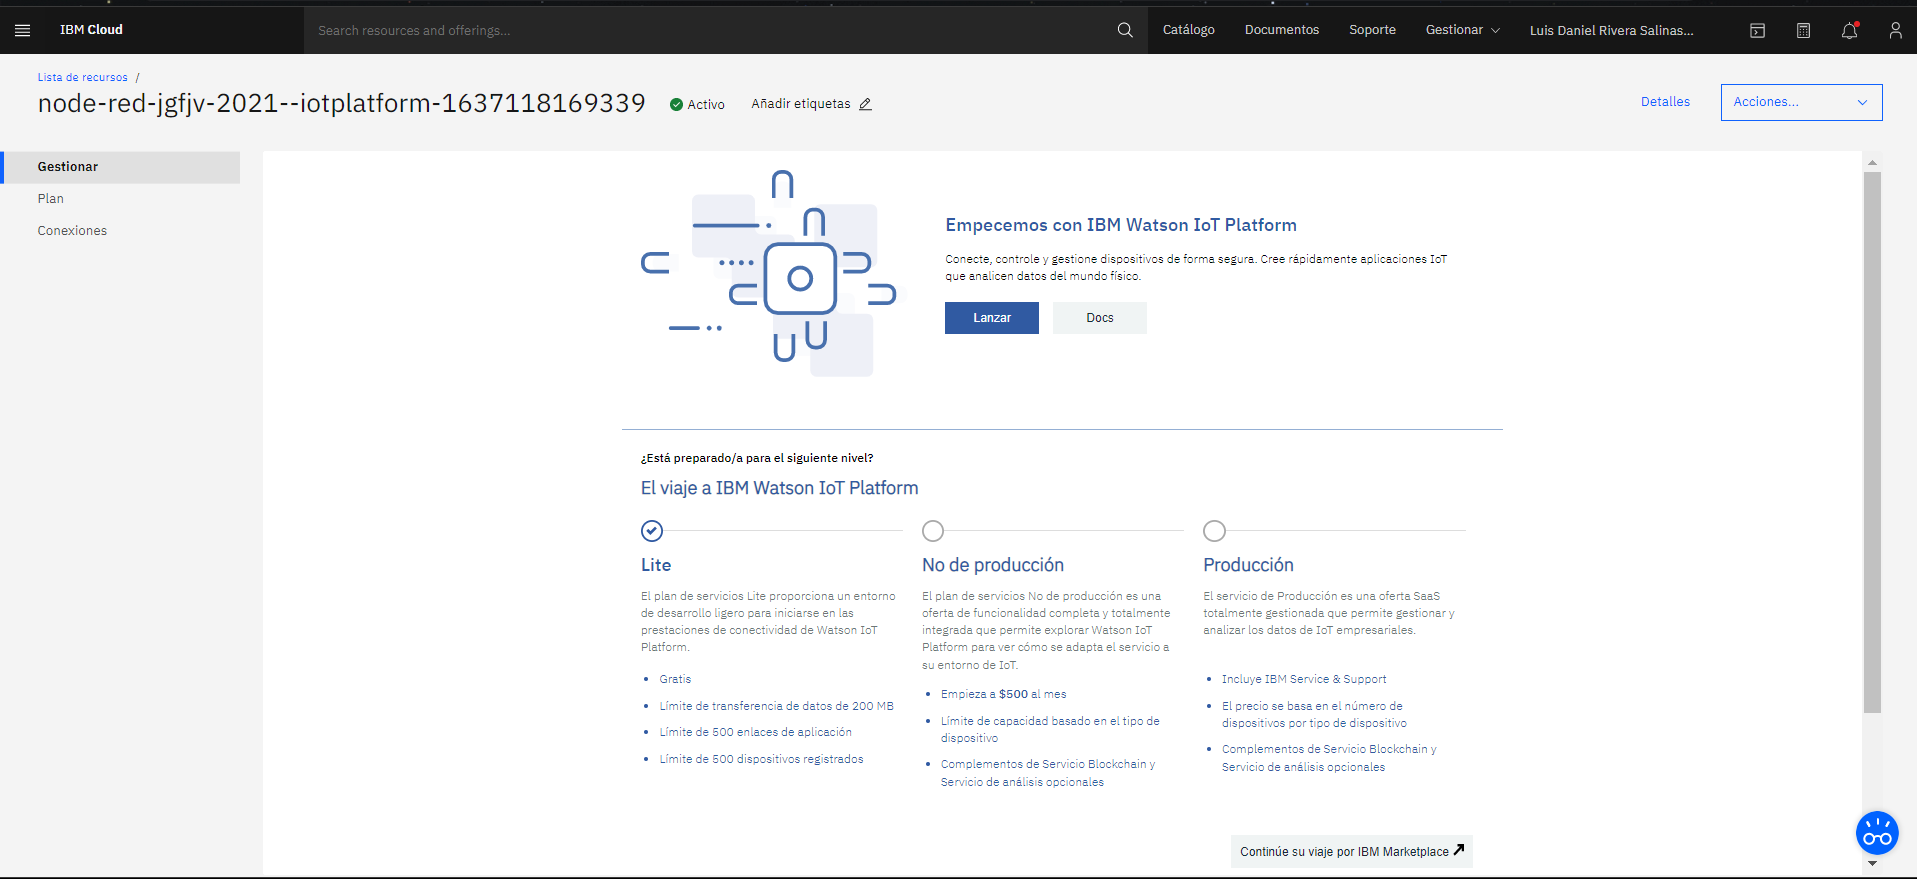 IBM Cloud
Search resources and offerings...
Catálogo
Documentos
Soporte
Gestionar
Luis Daniel Rivera Salinas...
Lista de recursos /
node-red-jgfjv-2021--iotplatform-1637118169339
Activo
Añadir etiquetas
Detalles
Acciones...
Gestionar
Plan
Conexiones
Empecemos con IBM Watson IoT Platform
Conecte, controle y gestione dispositivos de forma segura. Cree rápidamente aplicaciones IoT
que analicen datos del mundo físico.
Lanzar
Docs
¿Está preparado/a para el siguiente nivel?
El viaje a IBM Watson IoT Platform
Lite
El plan de servicios Lite proporciona un entorno
de desarrollo ligero para iniciarse en las
prestaciones de conectividad de Watson IoT
Platform.
Gratis
Límite de transferencia de datos de 200 MB
Límite de 500 enlaces de aplicación
Límite de 500 dispositivos registrados
No de producción
El plan de servicios No de producción es una
oferta de funcionalidad completa y totalmente
integrada que permite explorar Watson IoT
Platform para ver cómo se adapta el servicio a
su entorno de IoT.
Empieza a $500 al mes
Límite de capacidad basado en el tipo de
dispositivo
Complementos de Servicio Blockchain y
Servicio de análisis opcionales
Producción
El servicio de Producción es una oferta SaaS
totalmente gestionada que permite gestionar y
analizar los datos de IoT empresariales.
Incluye IBM Service & Support
El precio se basa en el número de
dispositivos por tipo de dispositivo
Complementos de Servicio Blockchain y
Servicio de análisis opcionales
Continúe su viaje por IBM Marketplace